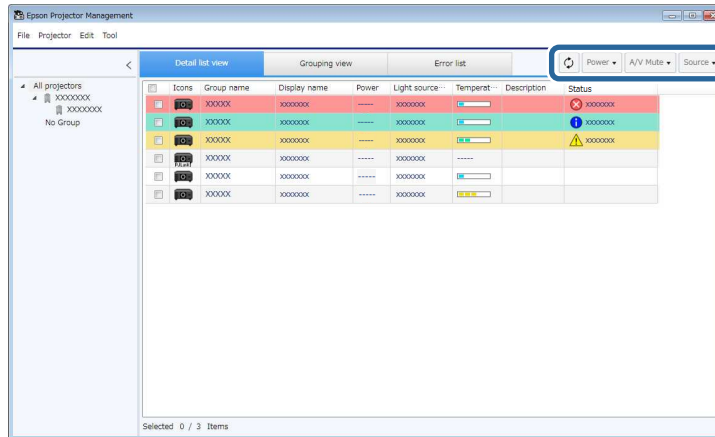 Epson Projector Management
File Projector Edit Tool
< Detail list view Grouping view Error list Power A/V Mute Source
All projectors
XXXXXXX
XXXXXXX
No Group
Icons Group name Display name Power Light source··· Temperat··· Description Status
XXXXX xxxxxxx ----- xxxxxxx xxxxxxx
XXXXX xxxxxxx ----- xxxxxxx xxxxxxx
XXXXX xxxxxxx ----- xxxxxxx xxxxxxx
PJLink XXXXX xxxxxxx ----- xxxxxxx -----
XXXXX xxxxxxx ----- xxxxxxx
XXXXX xxxxxxx ----- xxxxxxx
Selected 0 / 3 Items